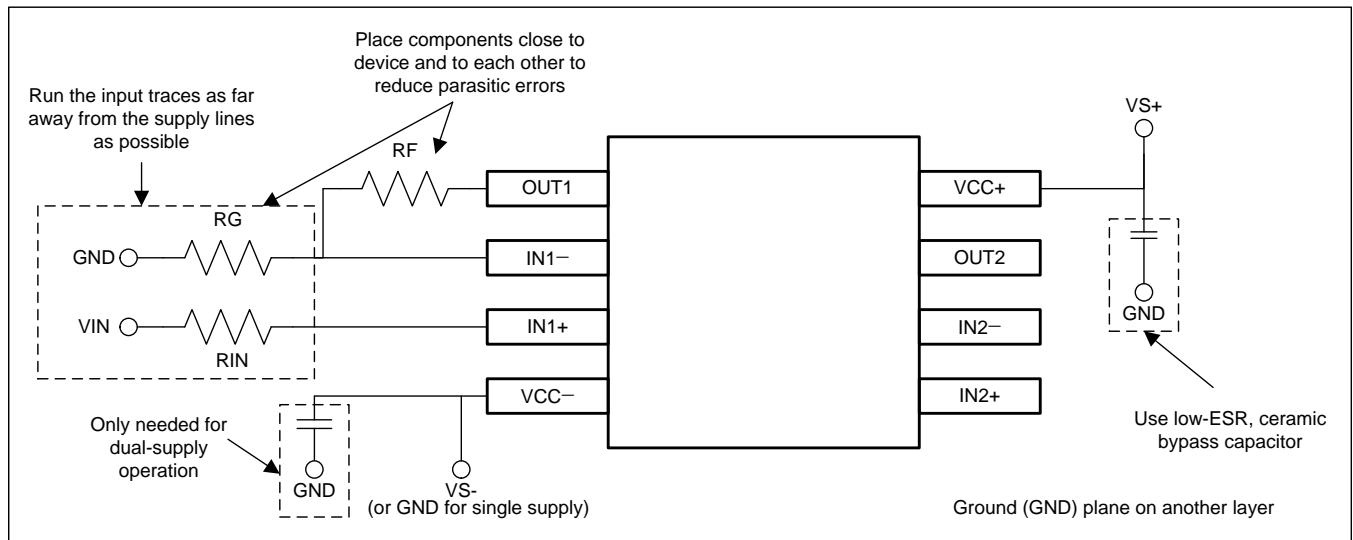 Place components close to
device and to each other to
reduce parasitic errors
Run the input traces as far
away from the supply lines
as possible
VS+
RF
OUT1
VCC+
RG
GND
IN1−
OUT2
GND
VIN
IN1+
IN2−
RIN
VCC−
IN2+
Only needed for
dual-supply
operation
Use low-ESR, ceramic
bypass capacitor
GND
VS-
(or GND for single supply)
Ground (GND) plane on another layer